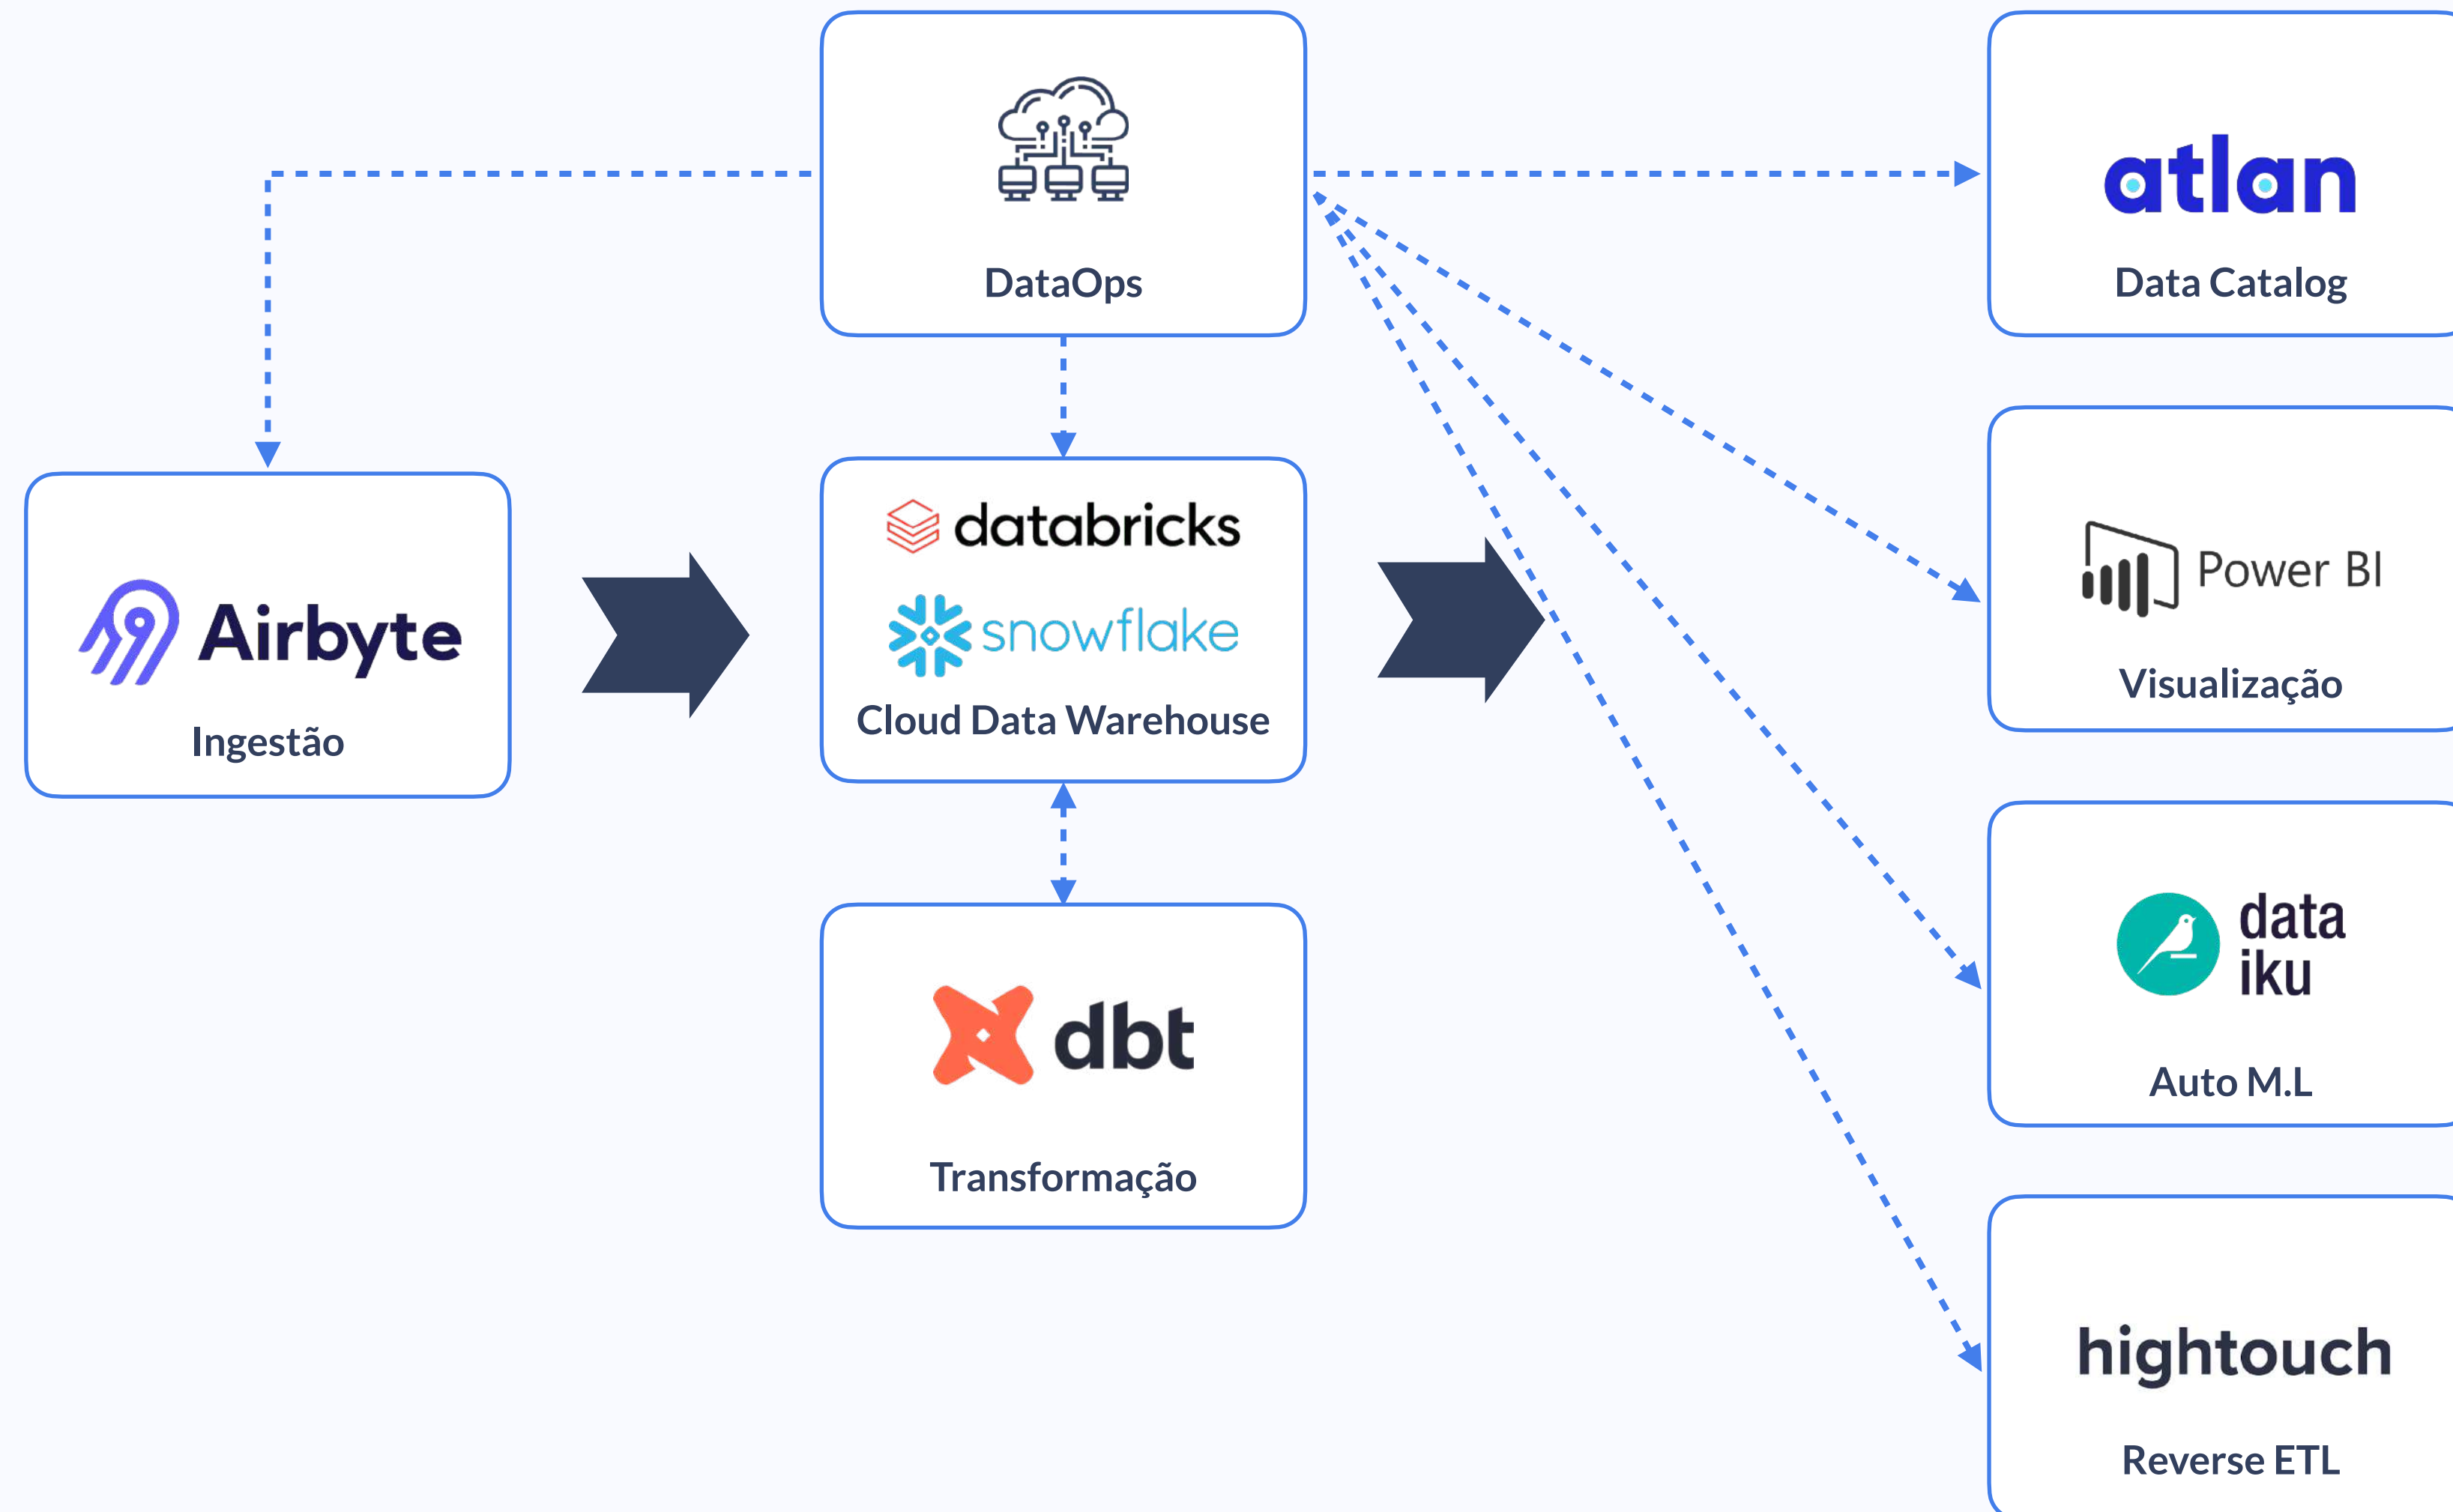 DataOps
atlan
Data Catalog
Airbyte
Ingestão
databricks
snowflake
Cloud Data Warehouse
Power BI
Visualização
dbt
Transformação
data
iku
Auto M.L
hightouch
Reverse ETL